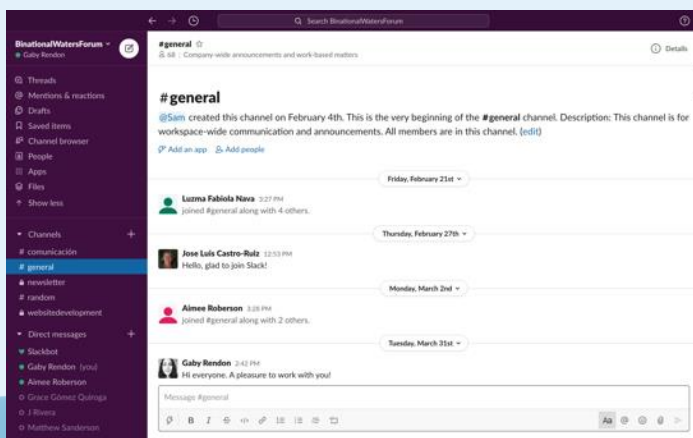 Search BinationalWatersForum
BinationalWatersForum
Gaby Rendon
Threads
@ Mentions & reactions
Drafts
Saved items
Channel browser
People
Apps
Files
Show less
Channels +
# comunicación
# general
newsletter
# random
websitedevelopment
Direct messages +
Slackbot
Gaby Rendon (you)
Aimee Roberson
Grace Gómez Quiroga
J Rivera
Matthew Sanderson
#general
68 | Company-wide announcements and work-based matters
Details
#general
@Sam created this channel on February 4th. This is the very beginning of the #general channel. Description: This channel is for
workspace-wide communication and announcements. All members are in this channel. (edit)
Add an app Add people
Friday, February 21st
Luzma Fabiola Nava 3:27 PM
joined #general along with 4 others.
Thursday, February 27th
Jose Luis Castro-Ruiz 12:53 PM
Hello, glad to join Slack!
Monday, March 2nd
Aimee Roberson 3:28 PM
joined #general along with 2 others.
Tuesday, March 31st
Gaby Rendon 2:42 PM
Hi everyone. A pleasure to work with you!
Message #general
B I S Aa @